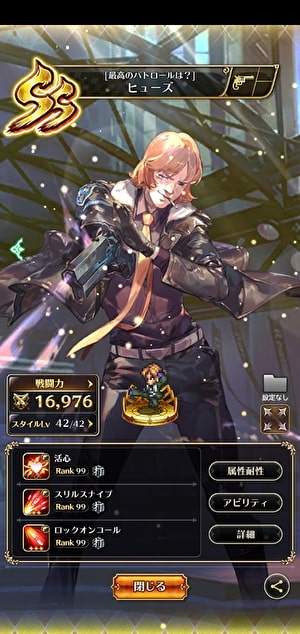 SS
[最高のパトロールは?]
ヒューズ
戦闘力
16,976
スタイルLv 42/42
設定なし
活心
Rank 99 打
スリルスナイプ
Rank 99 打
ロックオンコール
Rank 99 打
属性耐性
アビリティ
詳細
閉じる